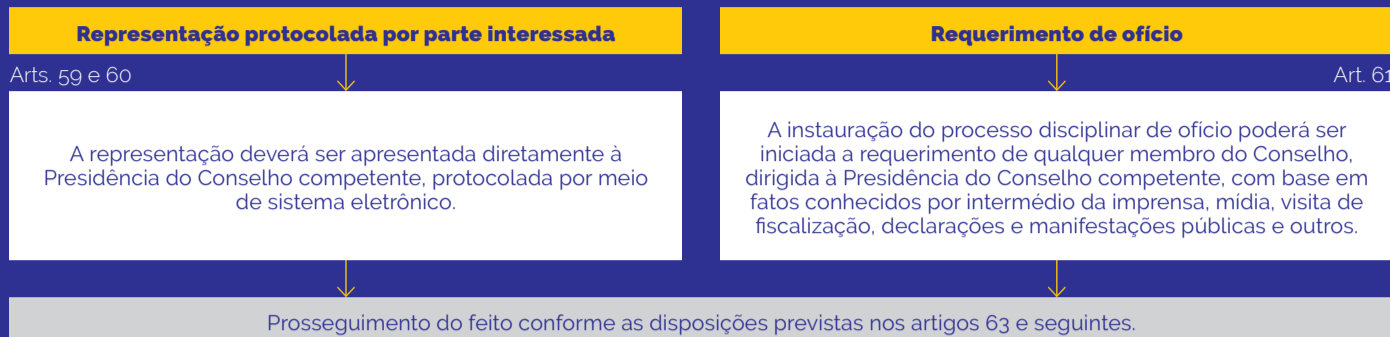 Representação protocolada por parte interessada
Arts. 59 e 60
A representação deverá ser apresentada diretamente à
Presidência do Conselho competente, protocolada por meio
de sistema eletrônico.
Requerimento de ofício
Art. 61
A instauração do processo disciplinar de ofício poderá ser
iniciada a requerimento de qualquer membro do Conselho,
dirigida à Presidência do Conselho competente, com base em
fatos conhecidos por intermédio da imprensa, mídia, visita de
fiscalização, declarações e manifestações públicas e outros.
Prosseguimento do feito conforme as disposições previstas nos artigos 63 e seguintes.